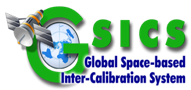 GSICS
Global Space-based
Inter-Calibration System